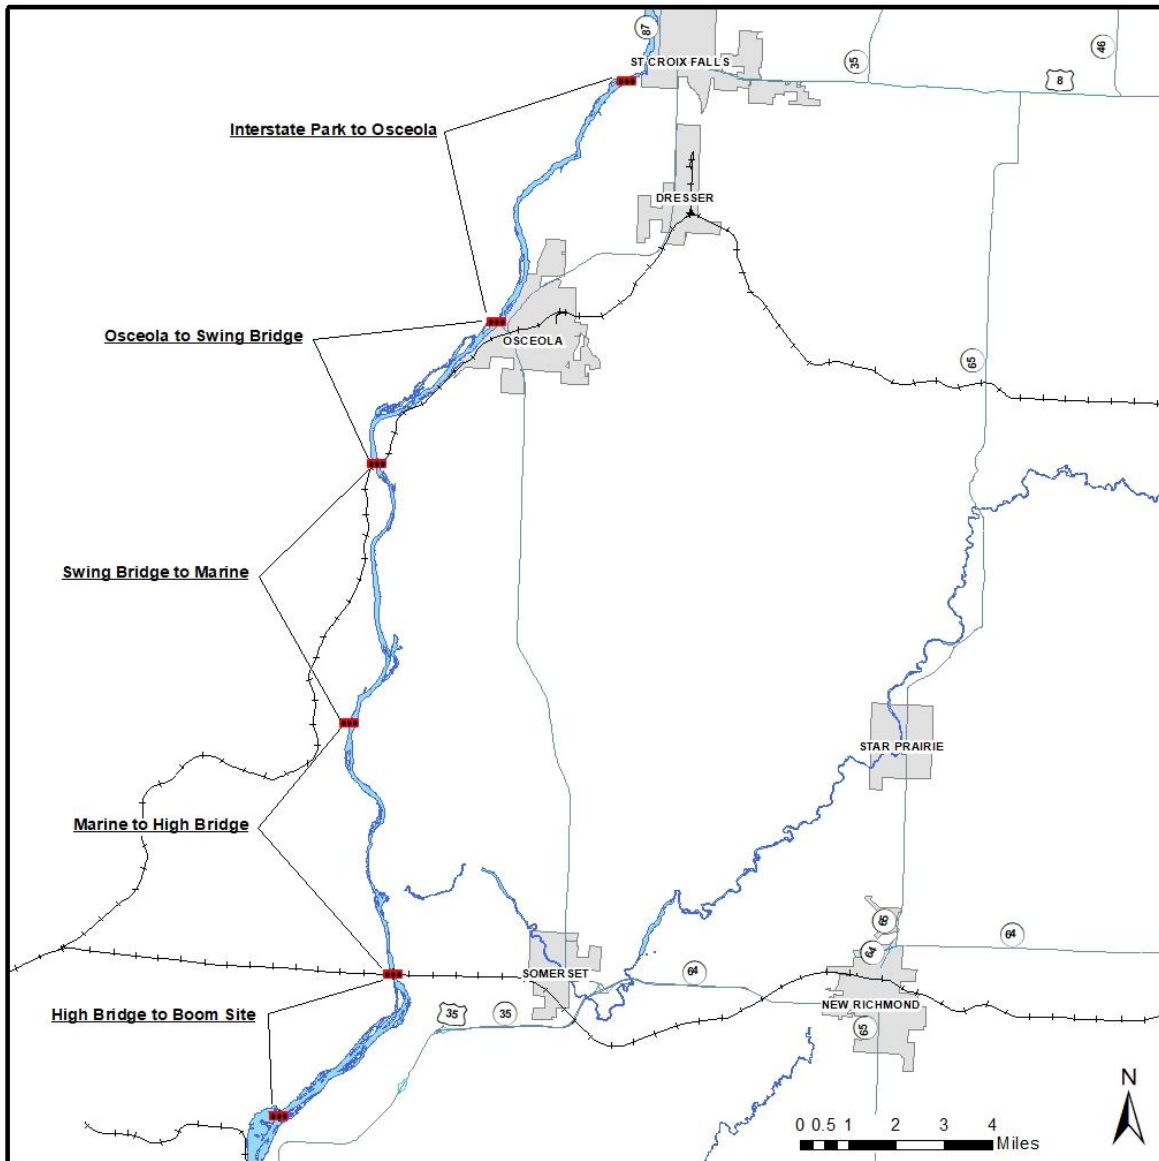 87
ST CROIX FALLS
35
46
8
Interstate Park to Osceola
DRESSER
Osceola to Swing Bridge
OSCEOLA
65
Swing Bridge to Marine
STAR PRAIRIE
Marine to High Bridge
65
64
64
SOMERSET
64
NEW RICHMOND
High Bridge to Boom Site
35
35
65
N
0 0.5 1 2 3 4
Miles